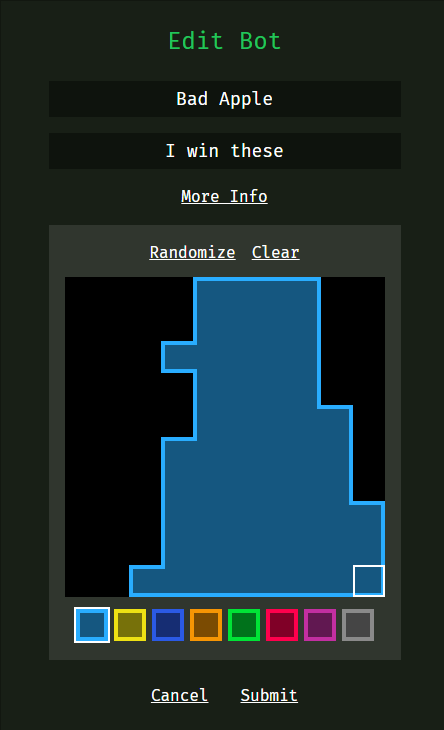 Edit Bot
Bad Apple
I win these
More Info
Randomize Clear
Cancel Submit